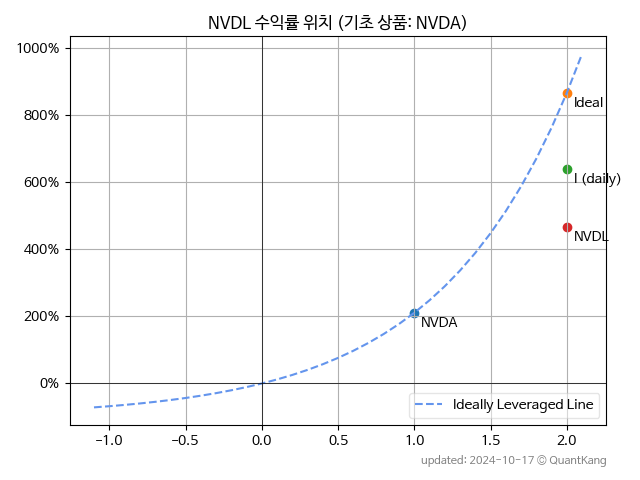 NVDL 수익률 위치 (기초 상품: NVDA)
1000%
800%
600%
400%
200%
0%
Ideal
I (daily)
NVDL
NVDA
Ideally Leveraged Line
−1.0 −0.5 0.0 0.5 1.0 1.5 2.0
updated: 2024-10-17 © QuantKang